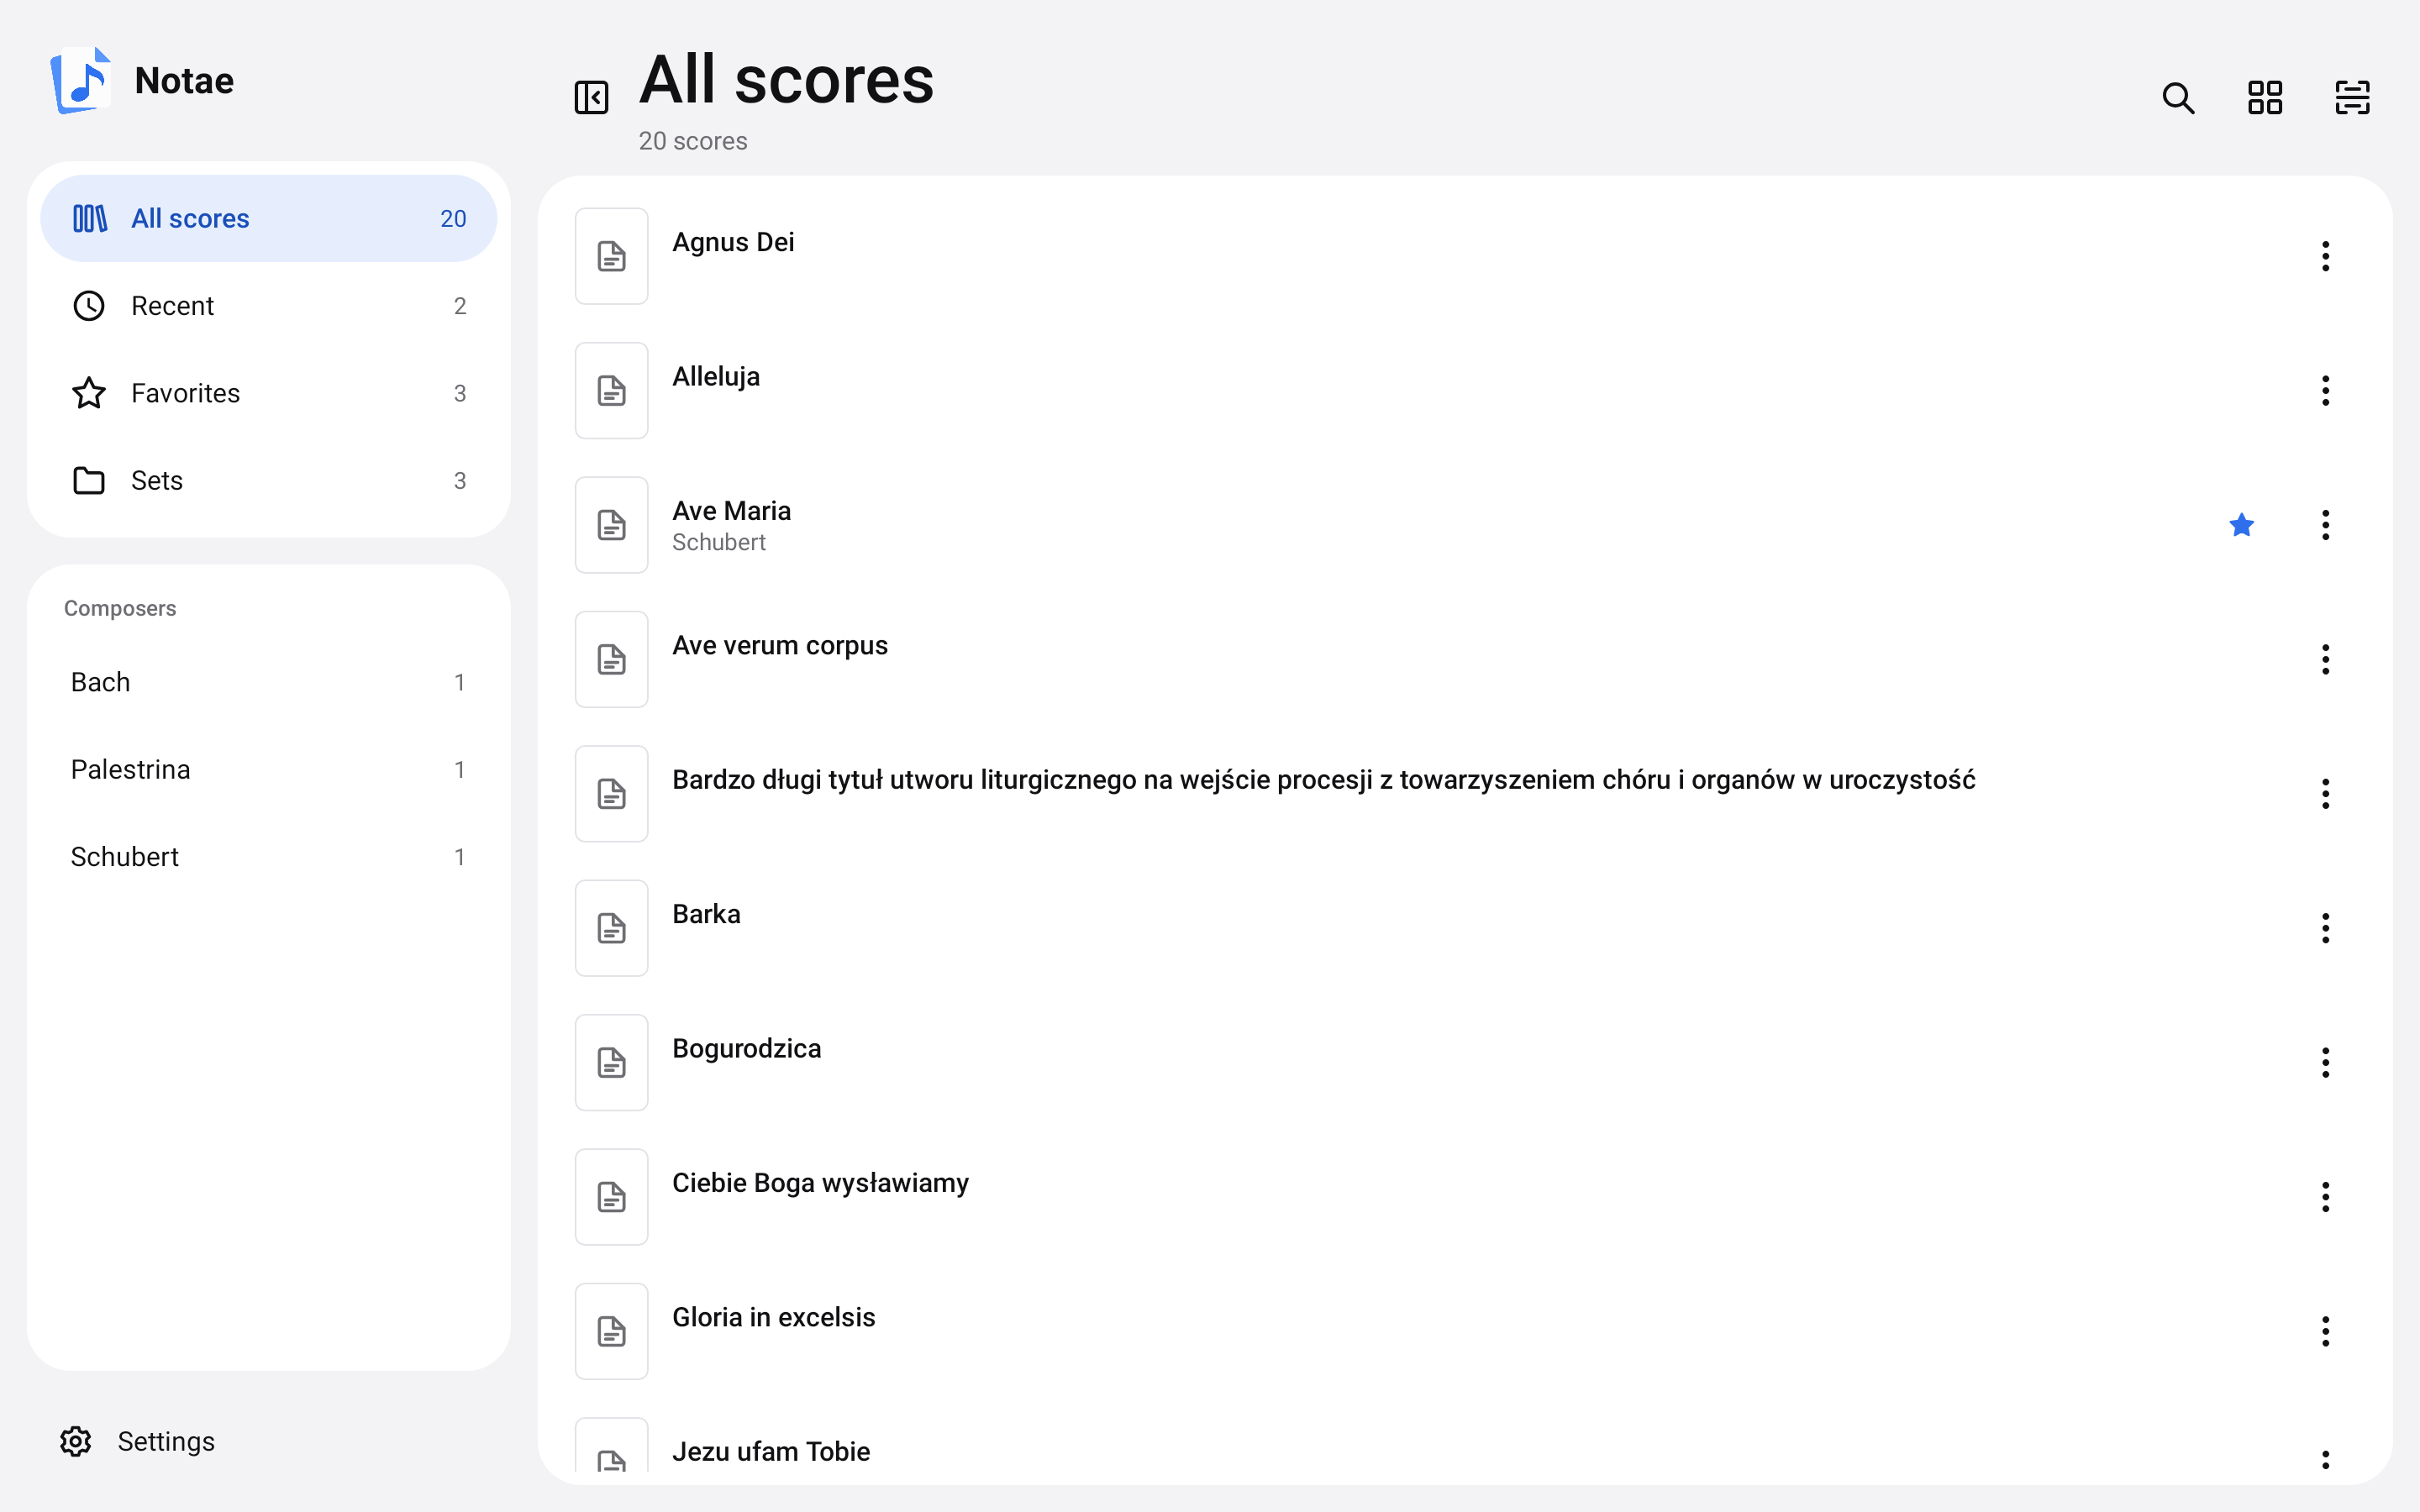 Notae
All scores
20 scores
All scores 20
Recent 2
Favorites 3
Sets 3
Composers
Bach 1
Palestrina 1
Schubert 1
Settings
Agnus Dei
Alleluja
Ave Maria
Schubert
Ave verum corpus
Bardzo długi tytuł utworu liturgicznego na wejście procesji z towarzyszeniem chóru i organów w uroczystość
Barka
Bogurodzica
Ciebie Boga wysławiamy
Gloria in excelsis
Jezu ufam Tobie